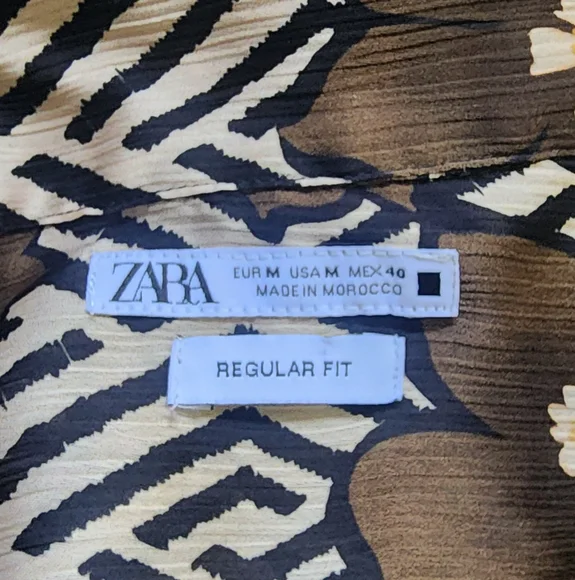 ZARA
EUR M USA M MEX 40
MADE IN MOROCCO
REGULAR FIT